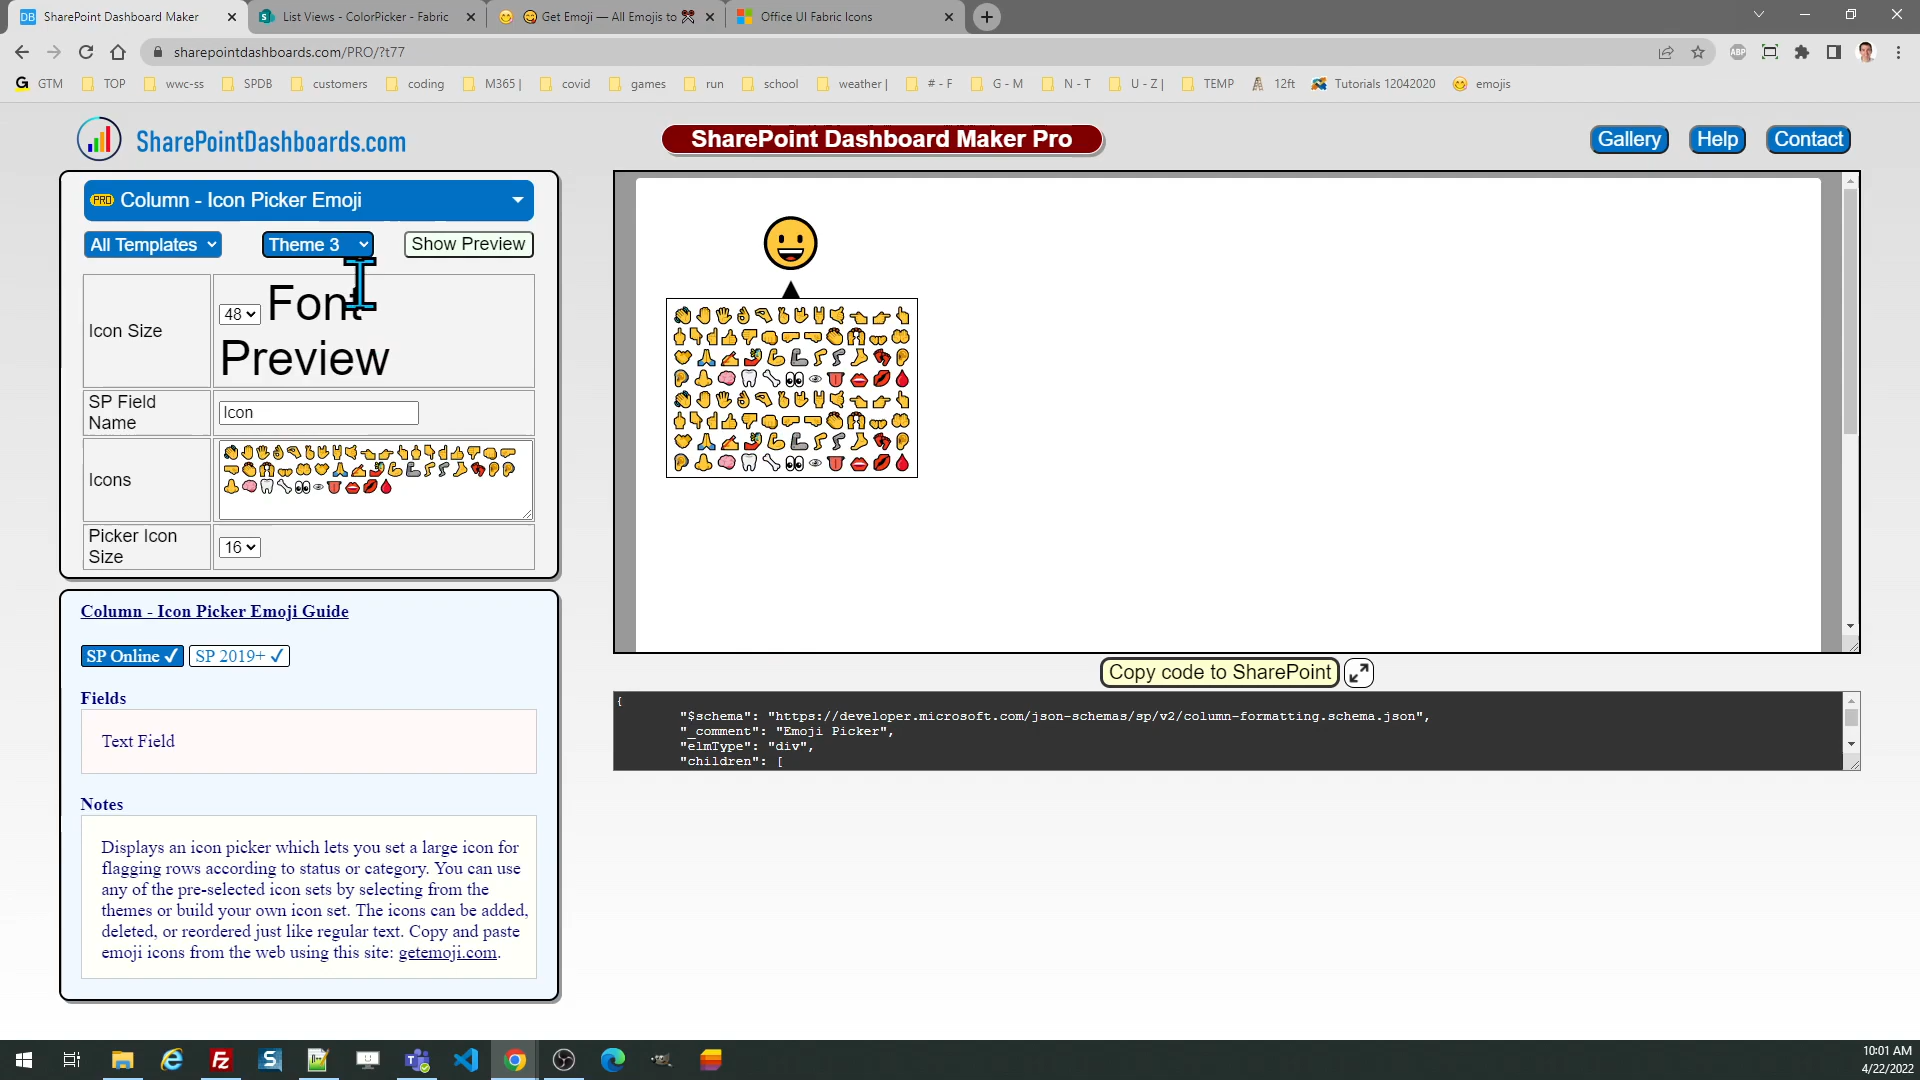 SharePoint Dashboard Maker
List Views - ColorPicker - Fabric
Get Emoji — All Emojis to
Office UI Fabric Icons
sharepointdashboards.com/PRO/?t77
GTM
TOP
wwc-ss
SPDB
customers
coding
M365 |
covid
games
run
school
weather |
# - F
G - M
N - T
U - Z |
TEMP
12ft
Tutorials 12042020
emojis
SharePointDashboards.com
SharePoint Dashboard Maker Pro
Gallery
Help
Contact
PRO Column - Icon Picker Emoji
All Templates
Theme 3
Show Preview
Icon Size
48 Font
Preview
SP Field
Name
Icon
Icons
Picker Icon
Size
16
Column - Icon Picker Emoji Guide
SP Online ✓
SP 2019+ ✓
Fields
Text Field
Notes
Displays an icon picker which lets you set a large icon for
flagging rows according to status or category. You can use
any of the pre-selected icon sets by selecting from the
themes or build your own icon set. The icons can be added,
deleted, or reordered just like regular text. Copy and paste
emoji icons from the web using this site: getemoji.com.
Copy code to SharePoint
{
"$schema": "https://developer.microsoft.com/json-schemas/sp/v2/column-formatting.schema.json",
"_comment": "Emoji Picker",
"elmType": "div",
"children": [
10:01 AM
4/22/2022